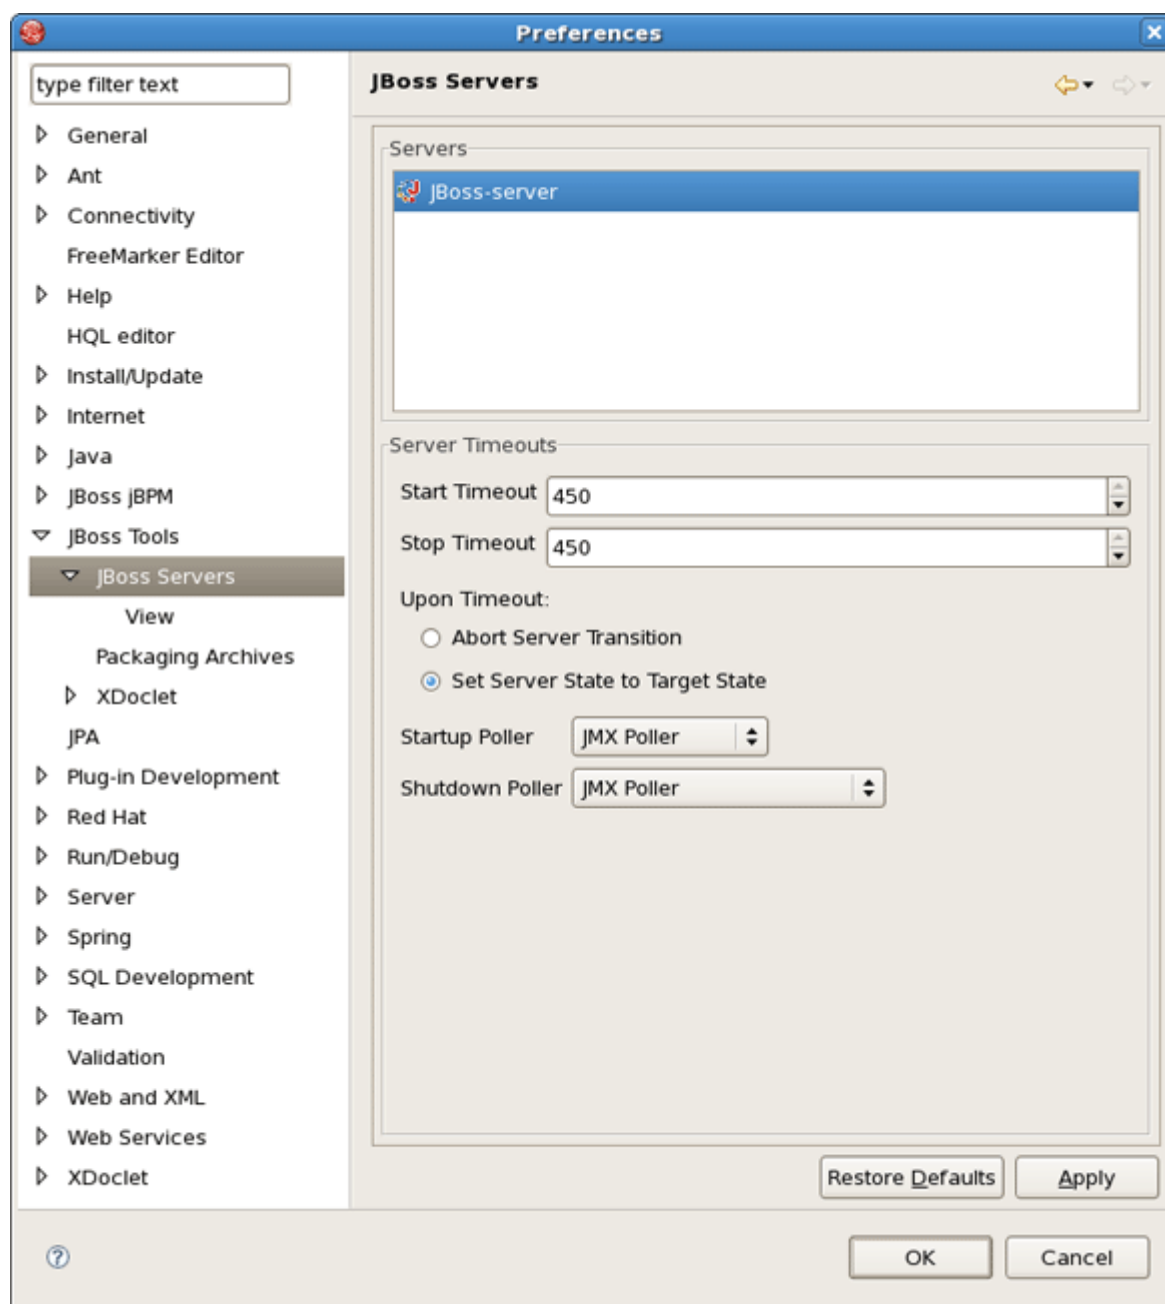 Preferences
type filter text
General
Ant
Connectivity
FreeMarker Editor
Help
HQL editor
Install/Update
Internet
Java
JBoss jBPM
JBoss Tools
JBoss Servers
View
Packaging Archives
XDoclet
JPA
Plug-in Development
Red Hat
Run/Debug
Server
Spring
SQL Development
Team
Validation
Web and XML
Web Services
XDoclet
JBoss Servers
Servers
JBoss-server
Server Timeouts
Start Timeout 450
Stop Timeout 450
Upon Timeout:
Abort Server Transition
Set Server State to Target State
Startup Poller JMX Poller
Shutdown Poller JMX Poller
Restore Defaults Apply
? OK Cancel